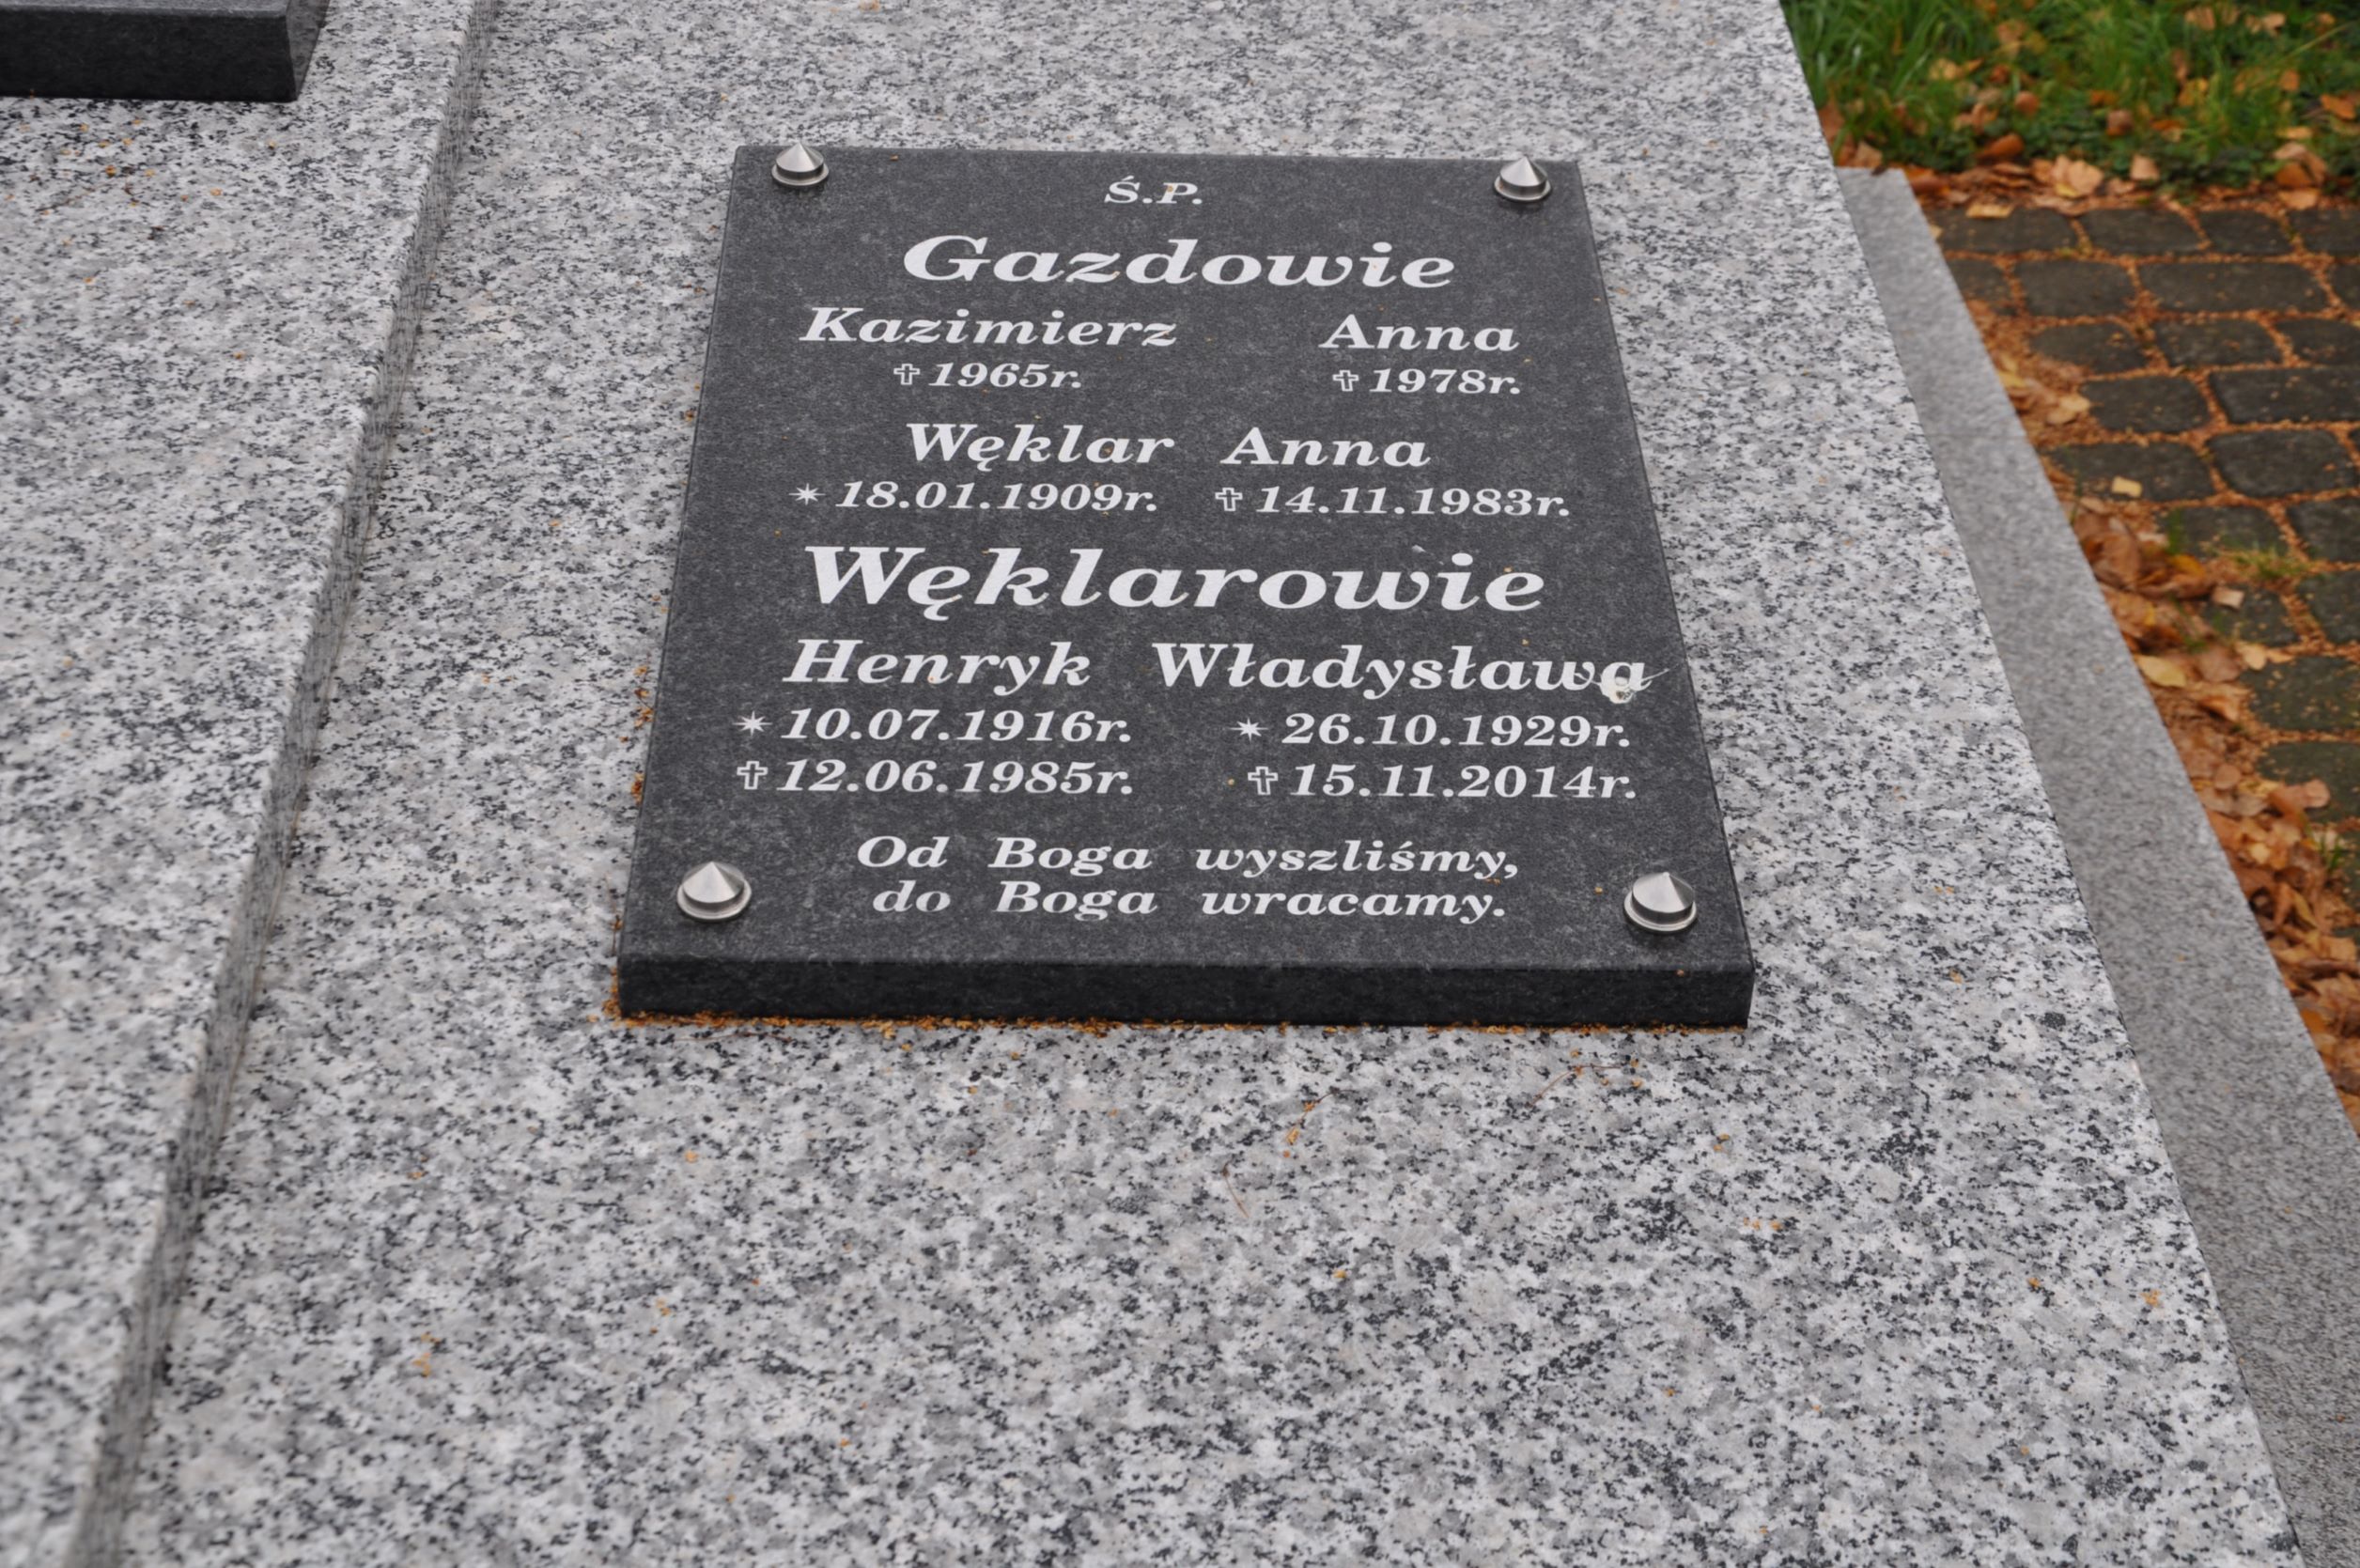 Ś.P.
Gazdowie
Kazimierz Anna
✝1965r. ✝1978r.
Węklar Anna
✴18.01.1909r. ✝14.11.1983r.
Węklarowie
Henryk Władysława
✴10.07.1916r. ✴26.10.1929r.
✝12.06.1985r. ✝15.11.2014r.
Od Boga wyszliśmy,
do Boga wracamy.